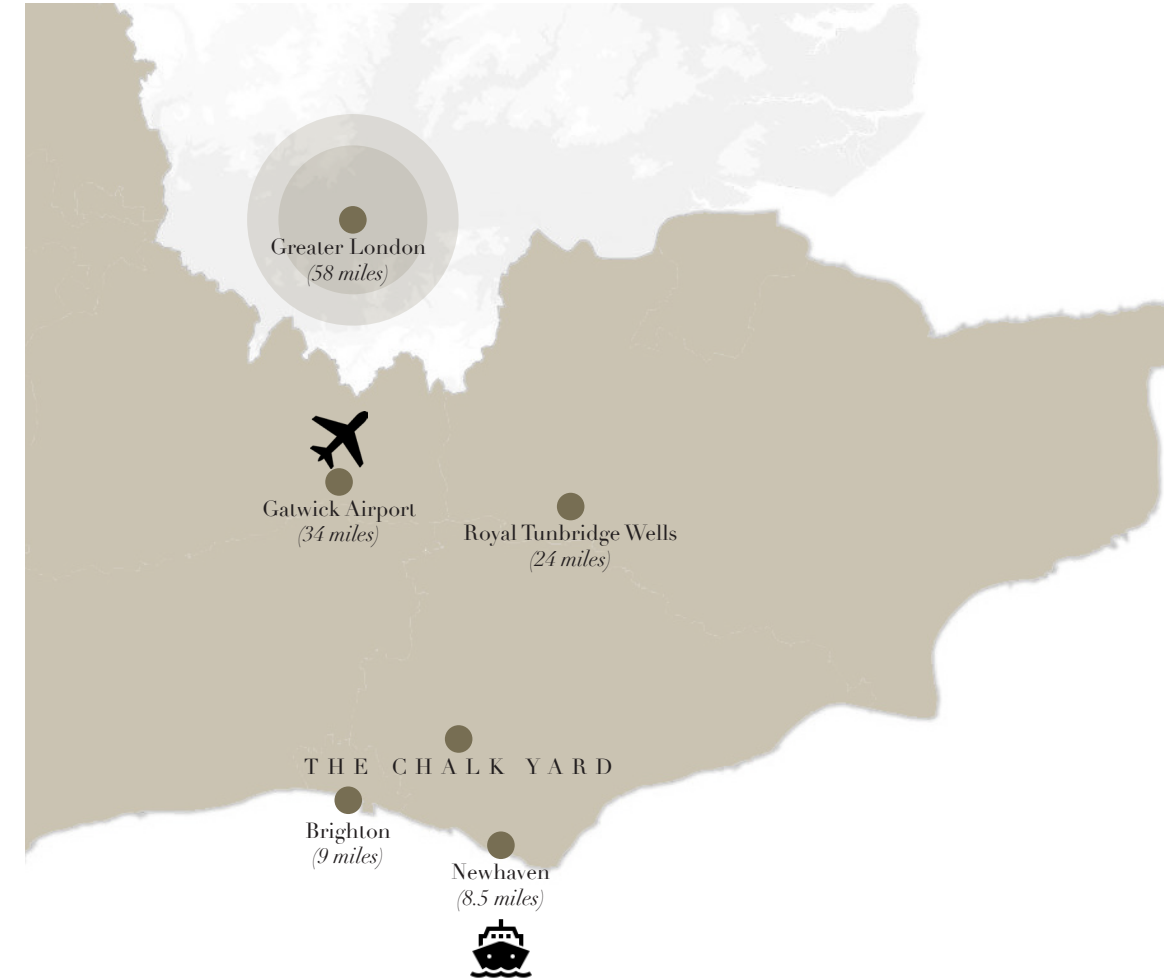 Greater London
(58 miles)
Gatwick Airport
(34 miles)
Royal Tunbridge Wells
(24 miles)
THE CHALK YARD
Brighton
(9 miles)
Newhaven
(8.5 miles)